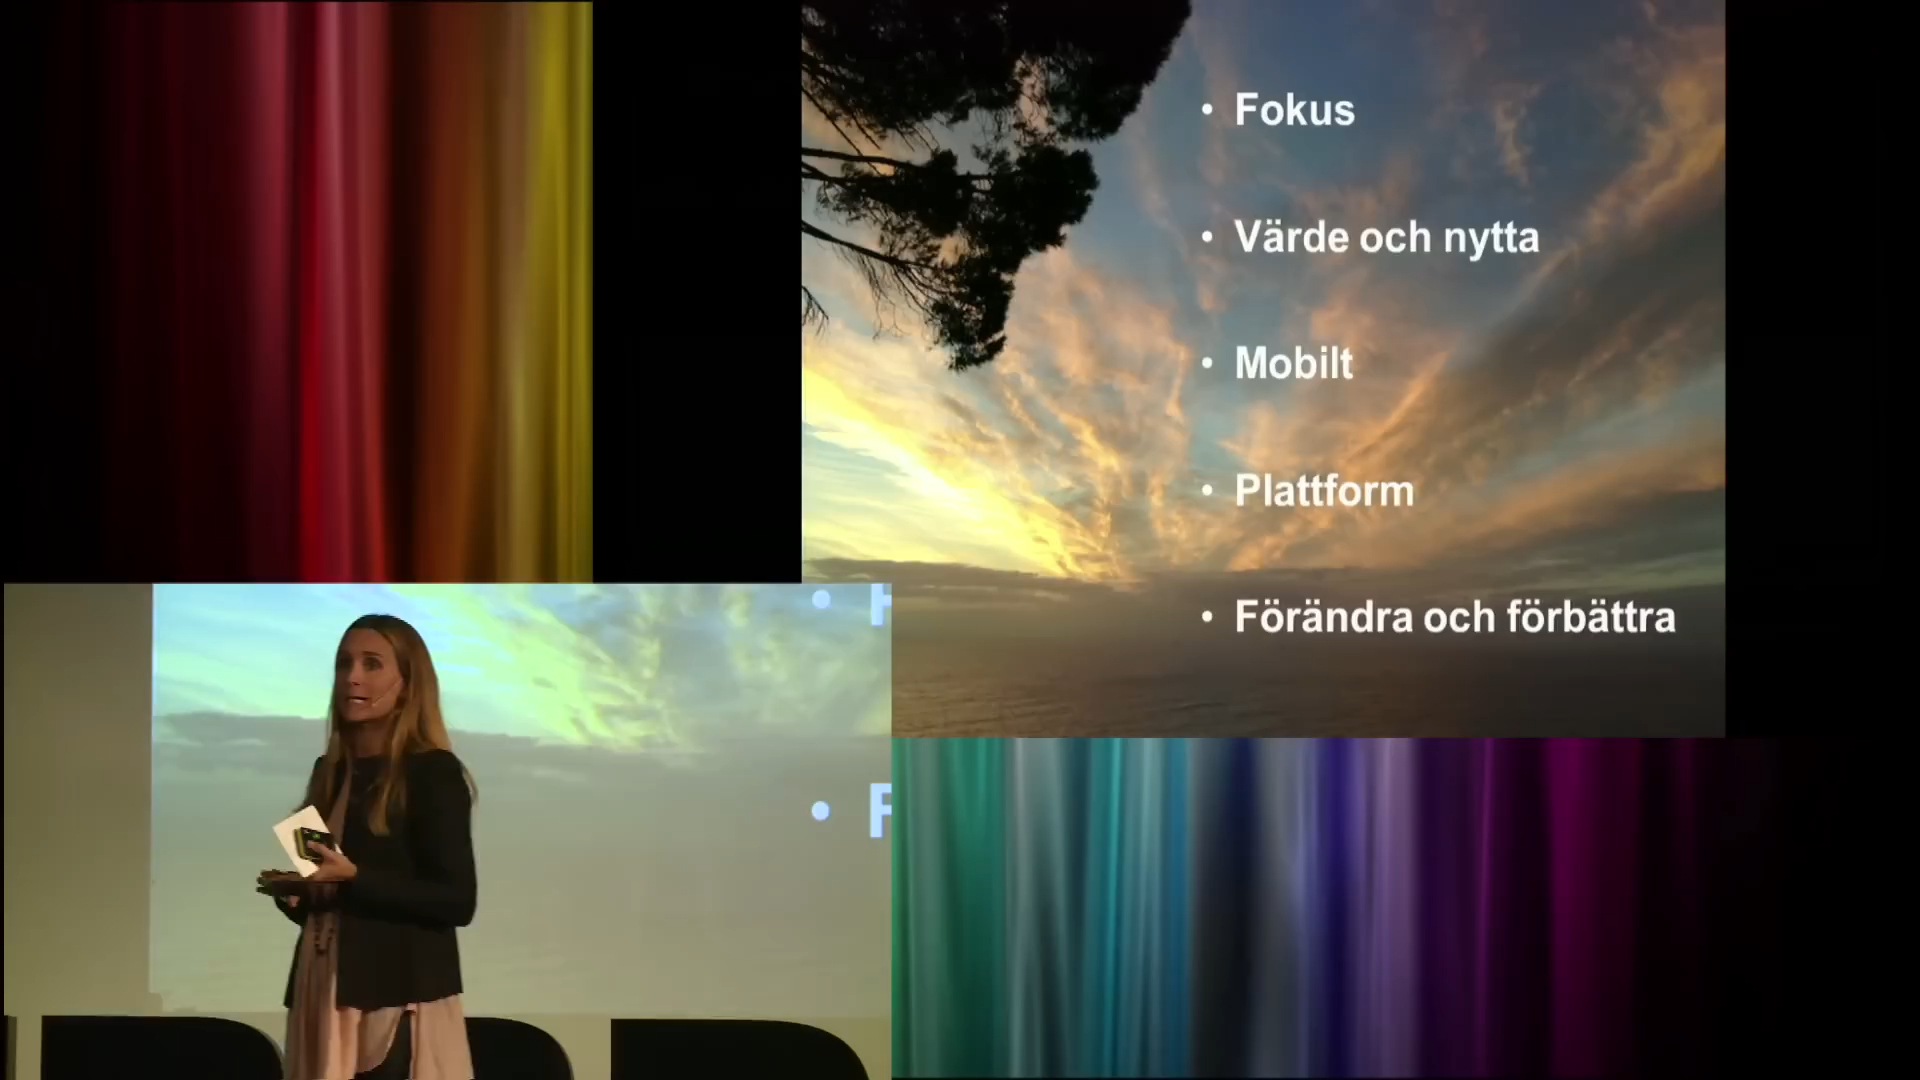 • Fokus
• Värde och nytta
• Mobilt
• Plattform
• Förändra och förbättra